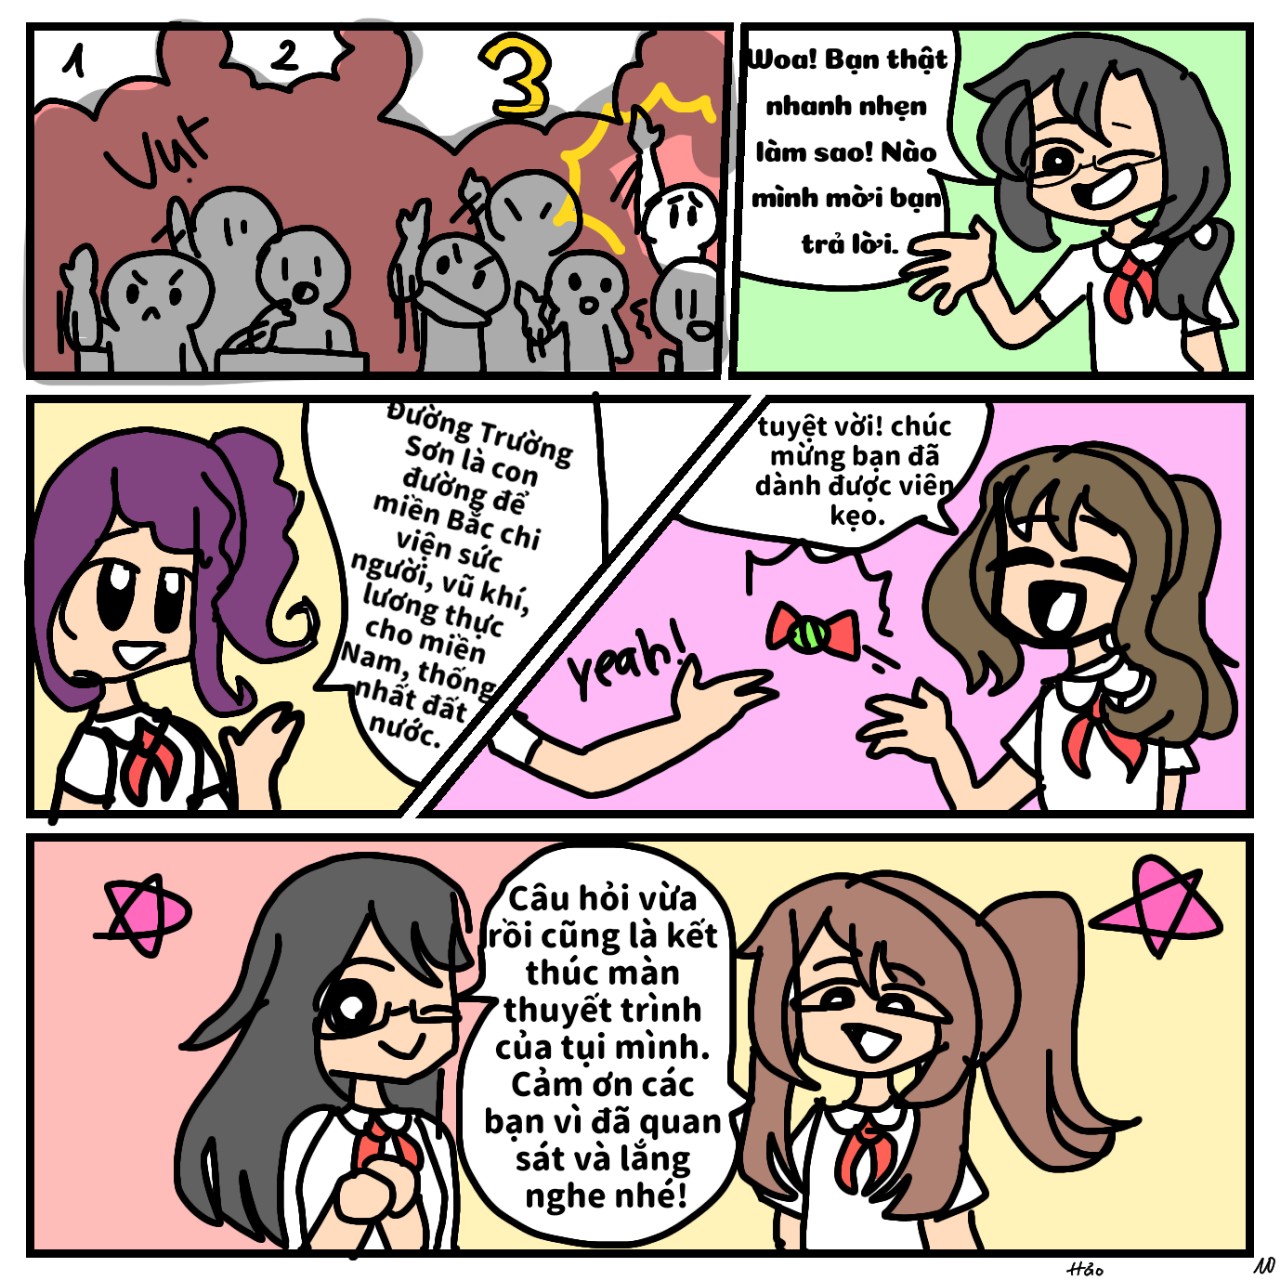 1
2
3
Vụt
Woa! Bạn thật
nhanh nhẹn
làm sao! Nào
mình mời bạn
trả lời.
Đường Trường
Sơn là con
đường để
miền Bắc chi
viện sức
người, vũ khí,
lương thực
cho miền
Nam, thống
nhất đất
nước.
tuyệt vời! chúc
mừng bạn đã
dành được viên
kẹo.
yeah!
Câu hỏi vừa
rồi cũng là kết
thúc màn
thuyết trình
của tụi mình.
Cảm ơn các
bạn vì đã quan
sát và lắng
nghe nhé!
Hảo
10